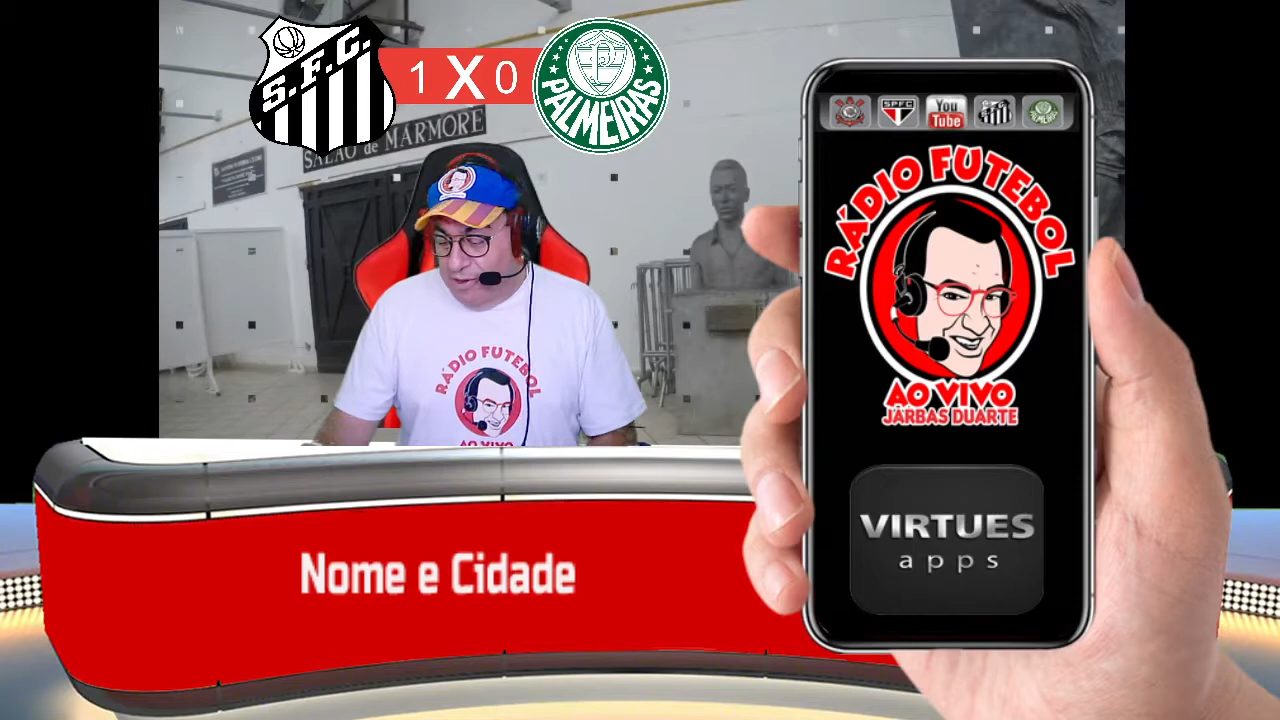 S.F.C.
1 X 0
PALMEIRAS
SALÃO de MARMORE
SPFC
You
Tube
RÁDIO FUTEBOL
AO VIVO
JARBAS DUARTE
RÁDIO FUTEBOL
AO VIVO
VIRTUES
apps
Nome e Cidade